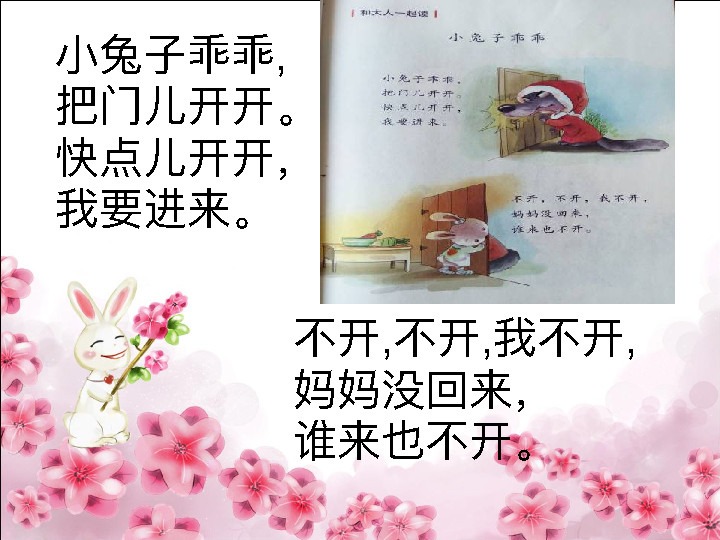 小兔子乖乖,
把门儿开开。
快点儿开开，
我要进来。
和大人一起读
小兔子乖乖
小兔子乖乖，
把门儿开开。
快点儿开开，
我要进来。
不开，不开，我不开，
妈妈没回来，
谁来也不开。
不开,不开,我不开,
妈妈没回来，
谁来也不开。